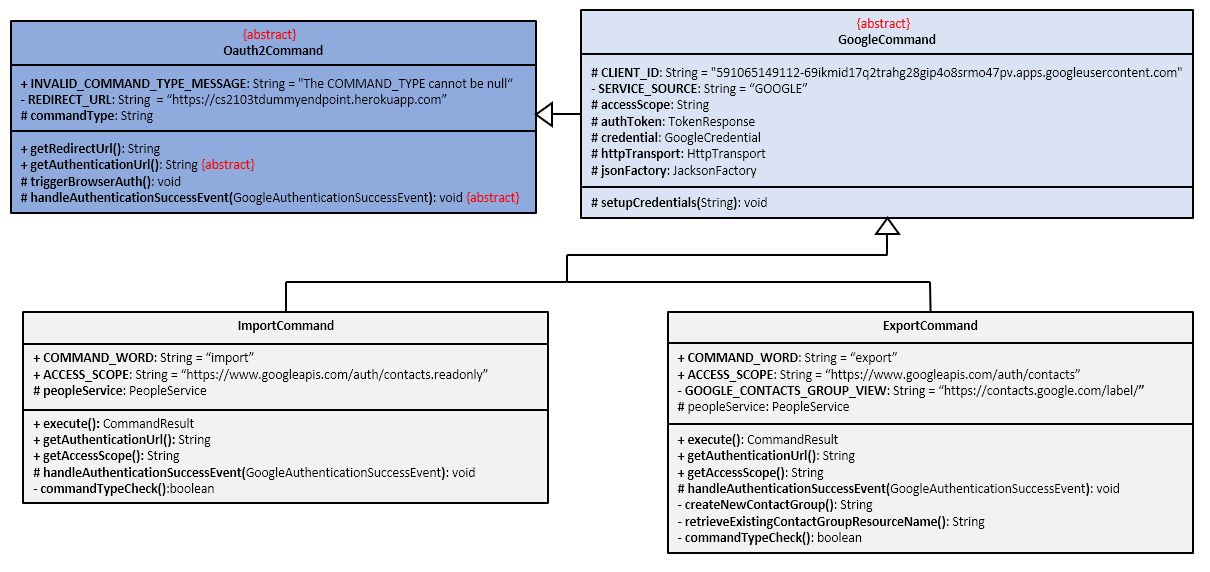 {abstract}
Oauth2Command
+ INVALID_COMMAND_TYPE_MESSAGE: String = "The COMMAND_TYPE cannot be null“
- REDIRECT_URL: String = “https://cs2103tdummyendpoint.herokuapp.com”
# commandType: String
+ getRedirectUrl(): String
+ getAuthenticationUrl(): String {abstract}
# triggerBrowserAuth(): void
# handleAuthenticationSuccessEvent(GoogleAuthenticationSuccessEvent): void {abstract}
{abstract}
GoogleCommand
# CLIENT_ID: String = "591065149112-69ikmid17q2trahg28gip4o8srmo47pv.apps.googleusercontent.com"
- SERVICE_SOURCE: String = “GOOGLE”
# accessScope: String
# authToken: TokenResponse
# credential: GoogleCredential
# httpTransport: HttpTransport
# jsonFactory: JacksonFactory
# setupCredentials(String): void
ImportCommand
+ COMMAND_WORD: String = “import”
+ ACCESS_SCOPE: String = “https://www.googleapis.com/auth/contacts.readonly”
# peopleService: PeopleService
+ execute(): CommandResult
+ getAuthenticationUrl(): String
+ getAccessScope(): String
# handleAuthenticationSuccessEvent(GoogleAuthenticationSuccessEvent): void
- commandTypeCheck():boolean
ExportCommand
+ COMMAND_WORD: String = “export”
+ ACCESS_SCOPE: String = “https://www.googleapis.com/auth/contacts”
- GOOGLE_CONTACTS_GROUP_VIEW: String = “https://contacts.google.com/label/”
# peopleService: PeopleService
+ execute(): CommandResult
+ getAuthenticationUrl(): String
+ getAccessScope(): String
# handleAuthenticationSuccessEvent(GoogleAuthenticationSuccessEvent): void
- createNewContactGroup(): String
- retrieveExistingContactGroupResourceName(): String
- commandTypeCheck(): boolean